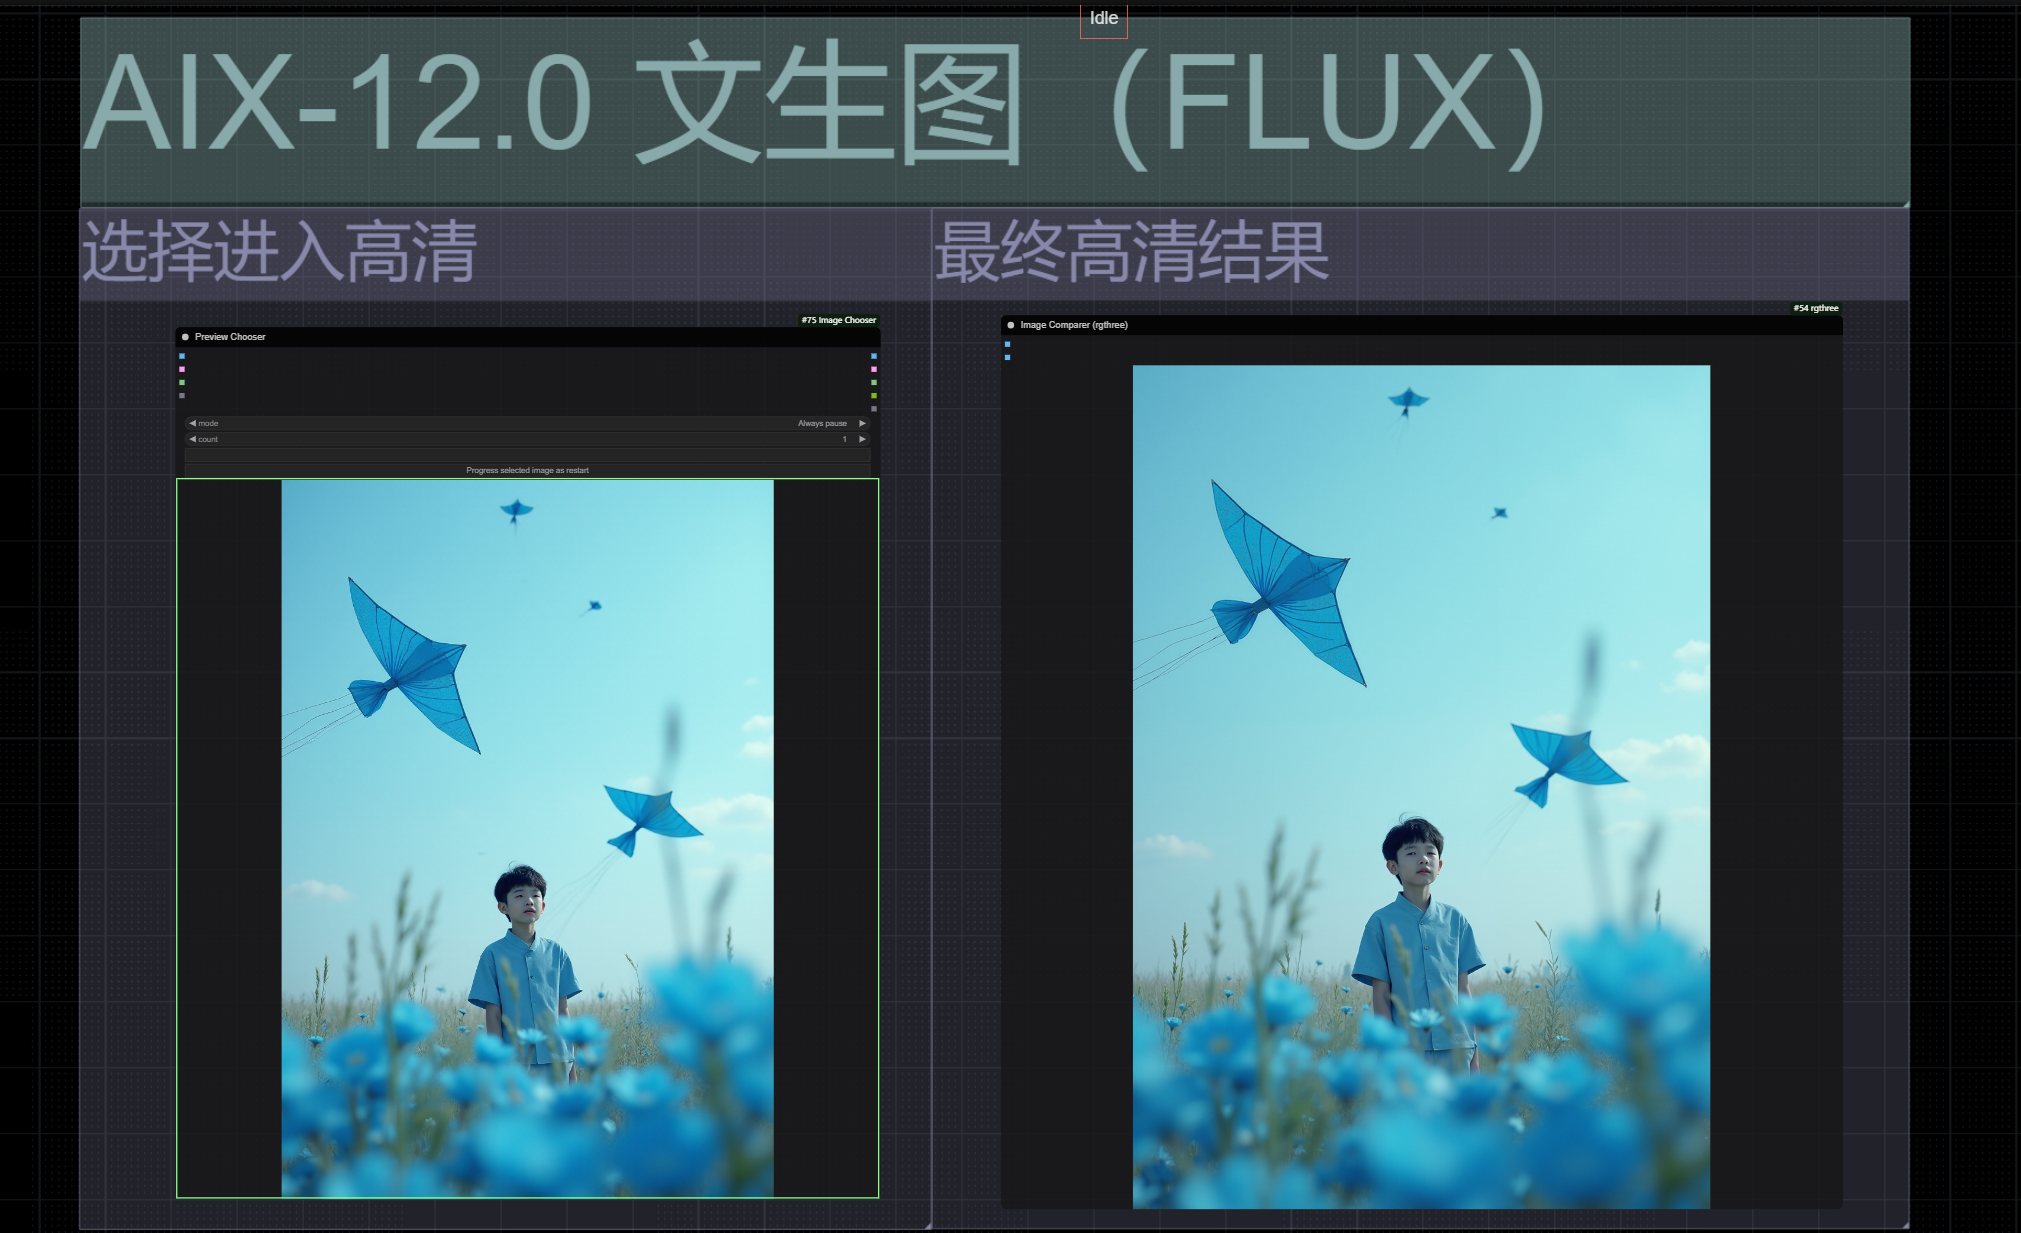 Idle
AIX-12.0 文生图（FLUX）
选择进入高清
最终高清结果
#75 Image Chooser
Preview Chooser
mode Always pause
count 1
Progress selected image as restart
#54 rgthree
Image Comparer (rgthree)